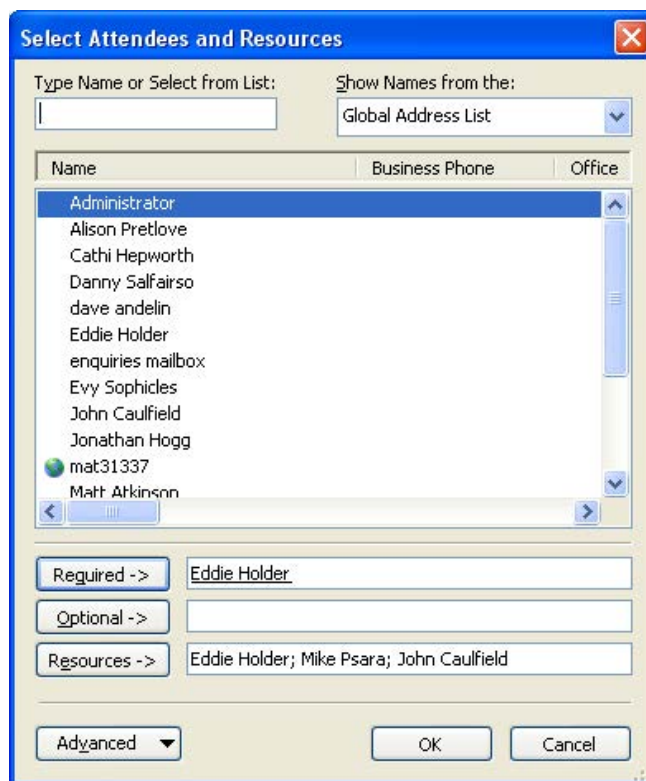 Select Attendees and Resources
Type Name or Select from List: Show Names from the:
Global Address List
Name Business Phone Office
Administrator
Alison Pretlove
Cathi Hepworth
Danny Salfairso
dave andelin
Eddie Holder
enquiries mailbox
Evy Sophicles
John Caulfield
Jonathan Hogg
mat31337
Matt Atkinson
Required -> Eddie Holder
Optional ->
Resources -> Eddie Holder; Mike Psara; John Caulfield
Advanced OK Cancel